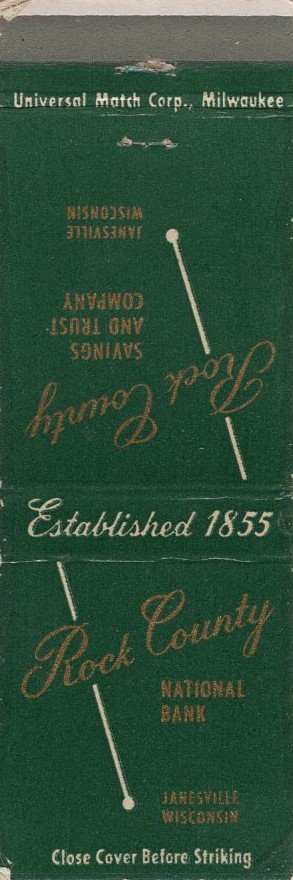 Universal Match Corp., Milwaukee
Rock County
SAVINGS
AND TRUST
COMPANY
JANESVILLE
WISCONSIN
Established 1855
Rock County
NATIONAL
BANK
JANESVILLE
WISCONSIN
Close Cover Before Striking